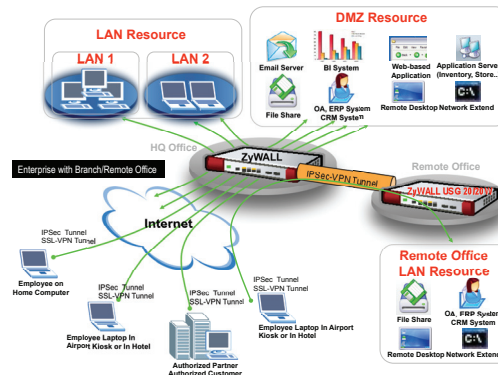 LAN Resource
LAN 1
LAN 2
DMZ Resource
Email Server
BI System
Web-based
Application
Application Server
(Inventory, Store...
File Share
OA, ERP System
CRM System
Remote Desktop
Network Extend
HQ Office
ZyWALL
Enterprise with Branch/Remote Office
IPSec-VPN Tunnel
Remote Office
ZyWALL USG 20/20W
Internet
IPSec Tunnel
SSL-VPN Tunnel
Employee on
Home Computer
IPSec Tunnel
SSL-VPN Tunnel
Employee Laptop In
Airport Kiosk or In Hotel
IPSec Tunnel
SSL-VPN Tunnel
Authorized Partner
Authorized Customer
IPSec Tunnel
SSL-VPN Tunnel
Employee Laptop In Airport
Kiosk or In Hotel
Remote Office
LAN Resource
File Share
OA, ERP System
CRM System
Remote Desktop
Network Extend